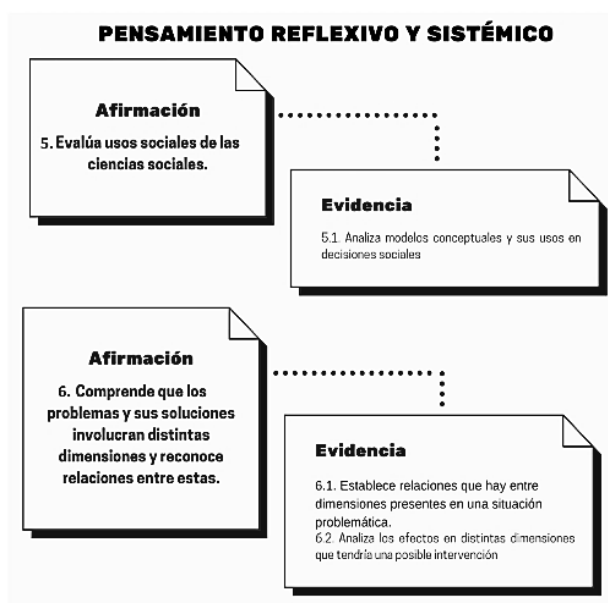 PENSAMIENTO REFLEXIVO Y SISTÉMICO
Afirmación
5. Evalúa usos sociales de las
ciencias sociales.
Evidencia
5.1. Analiza modelos conceptuales y sus usos en
decisiones sociales
Afirmación
6. Comprende que los
problemas y sus soluciones
involucran distintas
dimensiones y reconoce
relaciones entre estas.
Evidencia
6.1. Establece relaciones que hay entre
dimensiones presentes en una situación
problemática.
6.2. Analiza los efectos en distintas dimensiones
que tendría una posible intervención